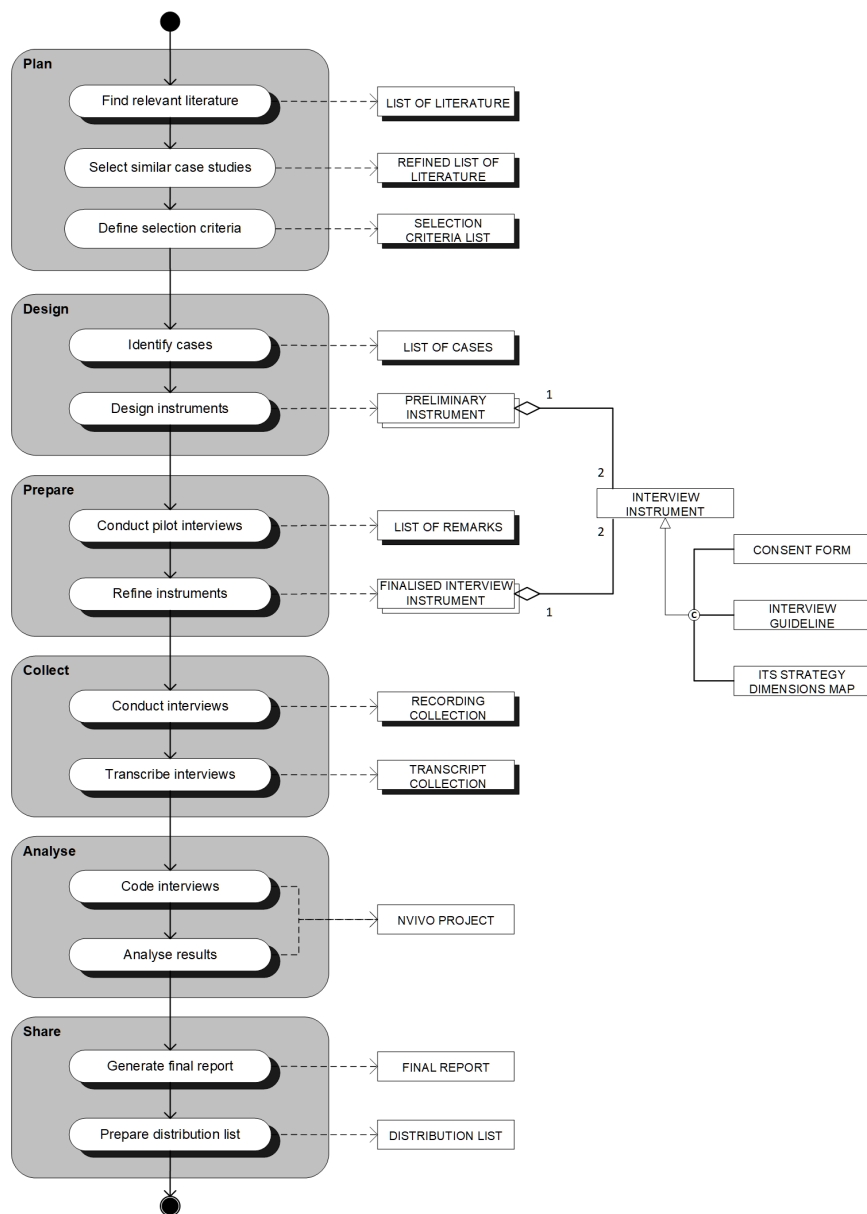 Plan
Find relevant literature
LIST OF LITERATURE
Select similar case studies
REFINED LIST OF
LITERATURE
Define selection criteria
SELECTION
CRITERIA LIST
Design
Identify cases
LIST OF CASES
Design instruments
PRELIMINARY
INSTRUMENT
1
2
INTERVIEW
INSTRUMENT
2
Prepare
Conduct pilot interviews
LIST OF REMARKS
Refine instruments
FINALISED INTERVIEW
INSTRUMENT
1
CONSENT FORM
C
INTERVIEW
GUIDELINE
ITS STRATEGY
DIMENSIONS MAP
Collect
Conduct interviews
RECORDING
COLLECTION
Transcribe interviews
TRANSCRIPT
COLLECTION
Analyse
Code interviews
NVIVO PROJECT
Analyse results
Share
Generate final report
FINAL REPORT
Prepare distribution list
DISTRIBUTION LIST